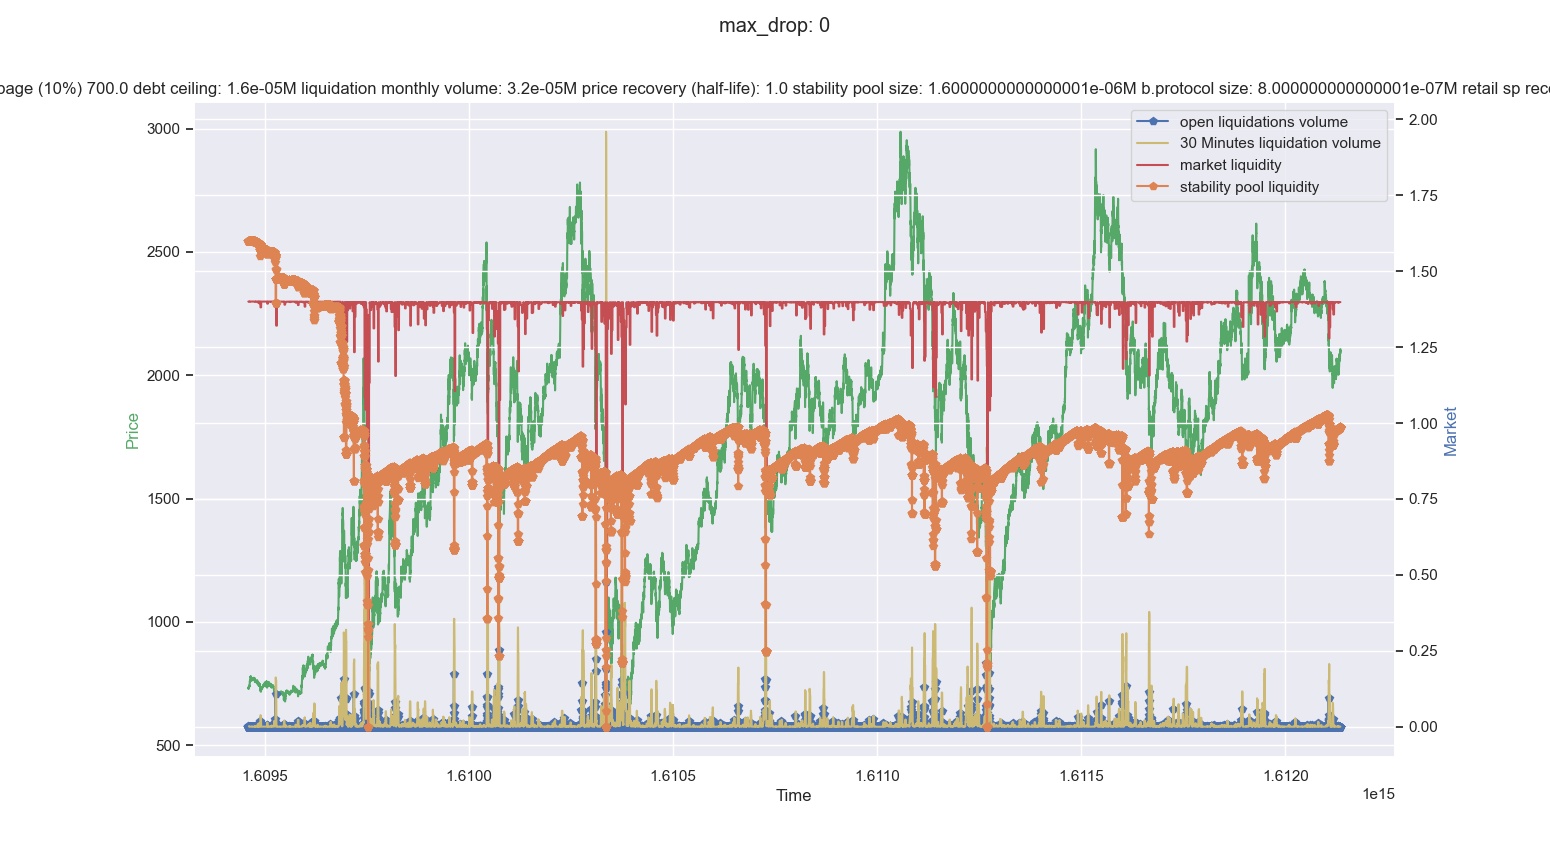 max_drop: 0
page (10%) 700.0 debt ceiling: 1.6e-05M liquidation monthly volume: 3.2e-05M price recovery (half-life): 1.0 stability pool size: 1.6000000000000001e-06M b.protocol size: 8.000000000000001e-07M retail sp
open liquidations volume
30 Minutes liquidation volume
market liquidity
stability pool liquidity
3000
2500
2000
1500
1000
500
Price
2.00
1.75
1.50
1.25
1.00
0.75
0.50
0.25
0.00
Market
1.6095
1.6100
1.6105
1.6110
1.6115
1.6120
1e15
Time